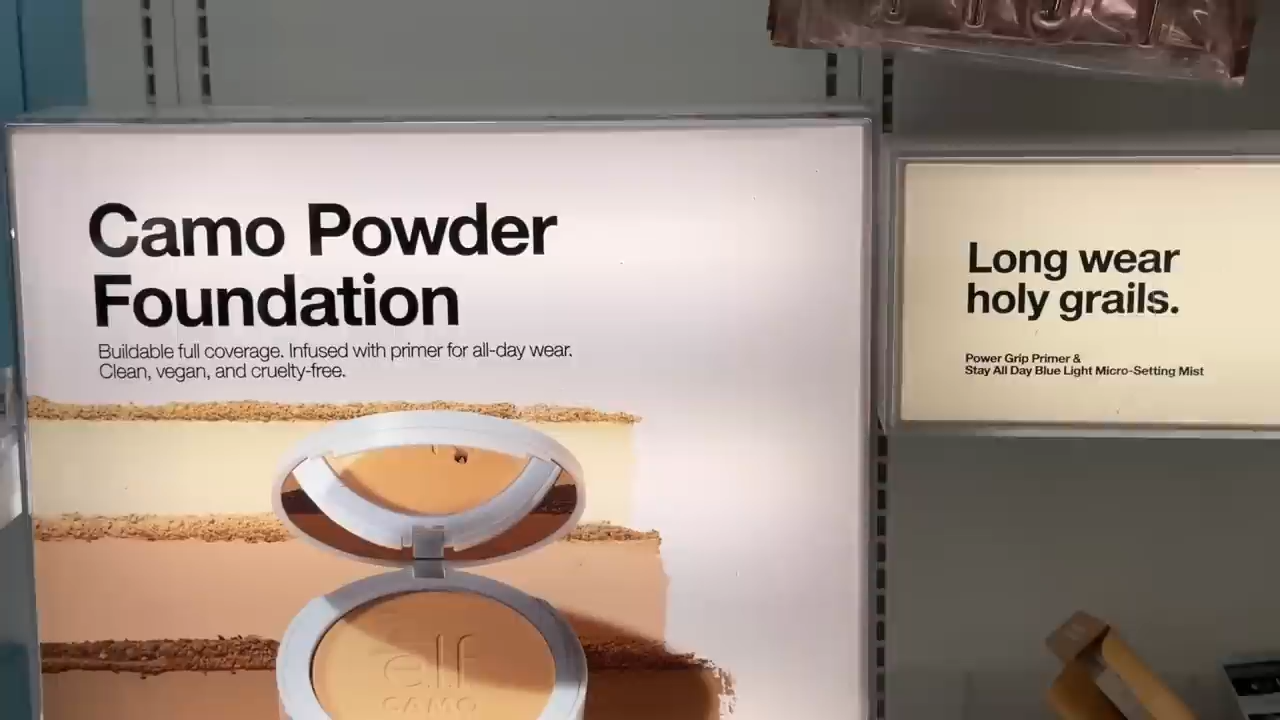 Camo Powder
Foundation
Buildable full coverage. Infused with primer for all-day wear.
Clean, vegan, and cruelty-free.
e.l.f.
CAMO
Long wear
holy grails.
Power Grip Primer &
Stay All Day Blue Light Micro-Setting Mist